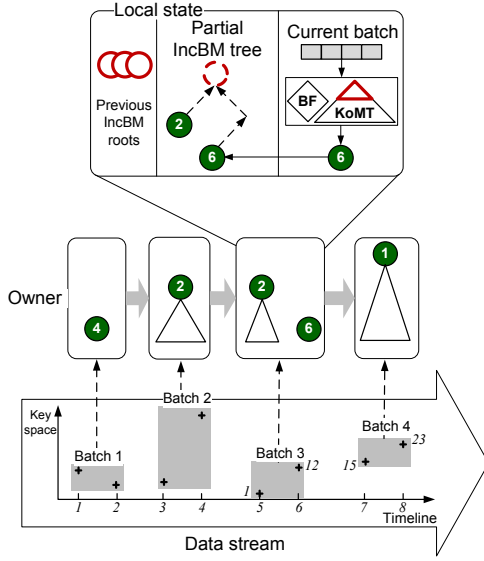 Local state
Partial
IncBM tree
Current batch
Previous
IncBM
roots
2
6
BF
KoMT
6
Owner
4
2
2
6
1
Key
space
Batch 1
Batch 2
Batch 3
Batch 4
1
12
15
23
1
2
3
4
5
6
7
8
Timeline
Data stream